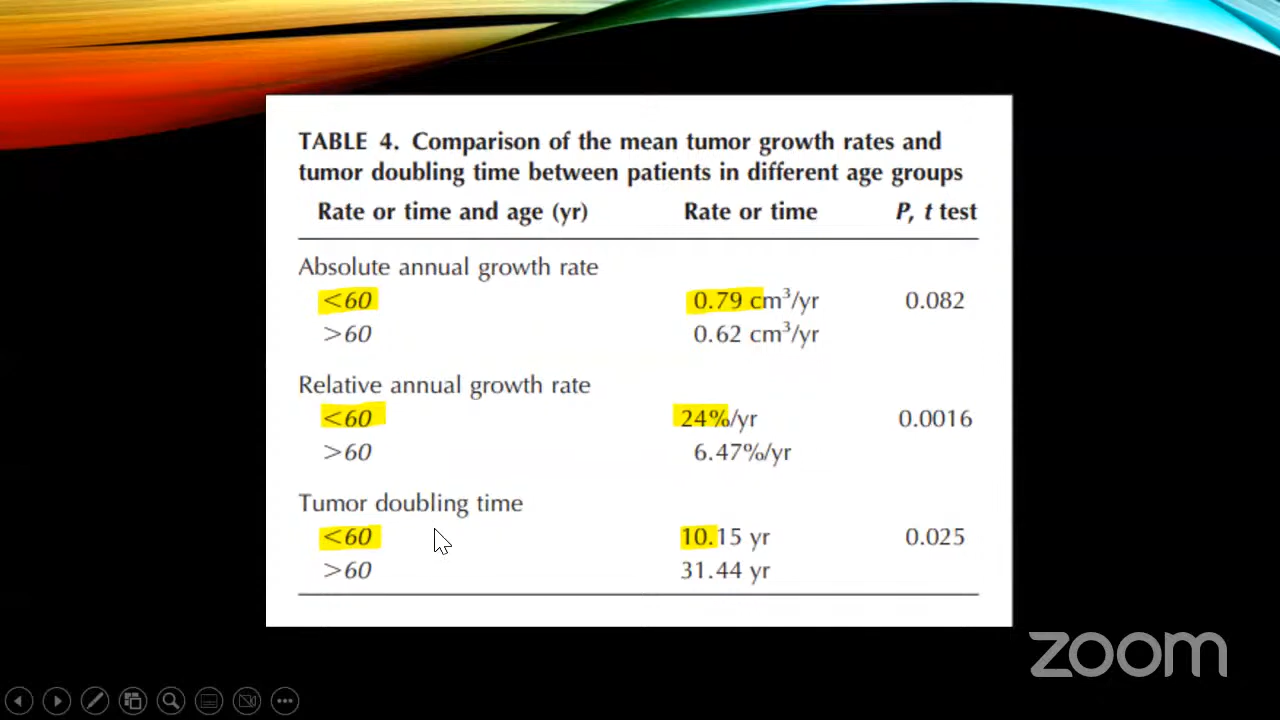 TABLE 4. Comparison of the mean tumor growth rates and
tumor doubling time between patients in different age groups
Rate or time and age (yr) Rate or time P, t test
Absolute annual growth rate
<60 0.79 cm³/yr 0.082
>60 0.62 cm³/yr
Relative annual growth rate
<60 24%/yr 0.0016
>60 6.47%/yr
Tumor doubling time
<60 10.15 yr 0.025
>60 31.44 yr
zoom